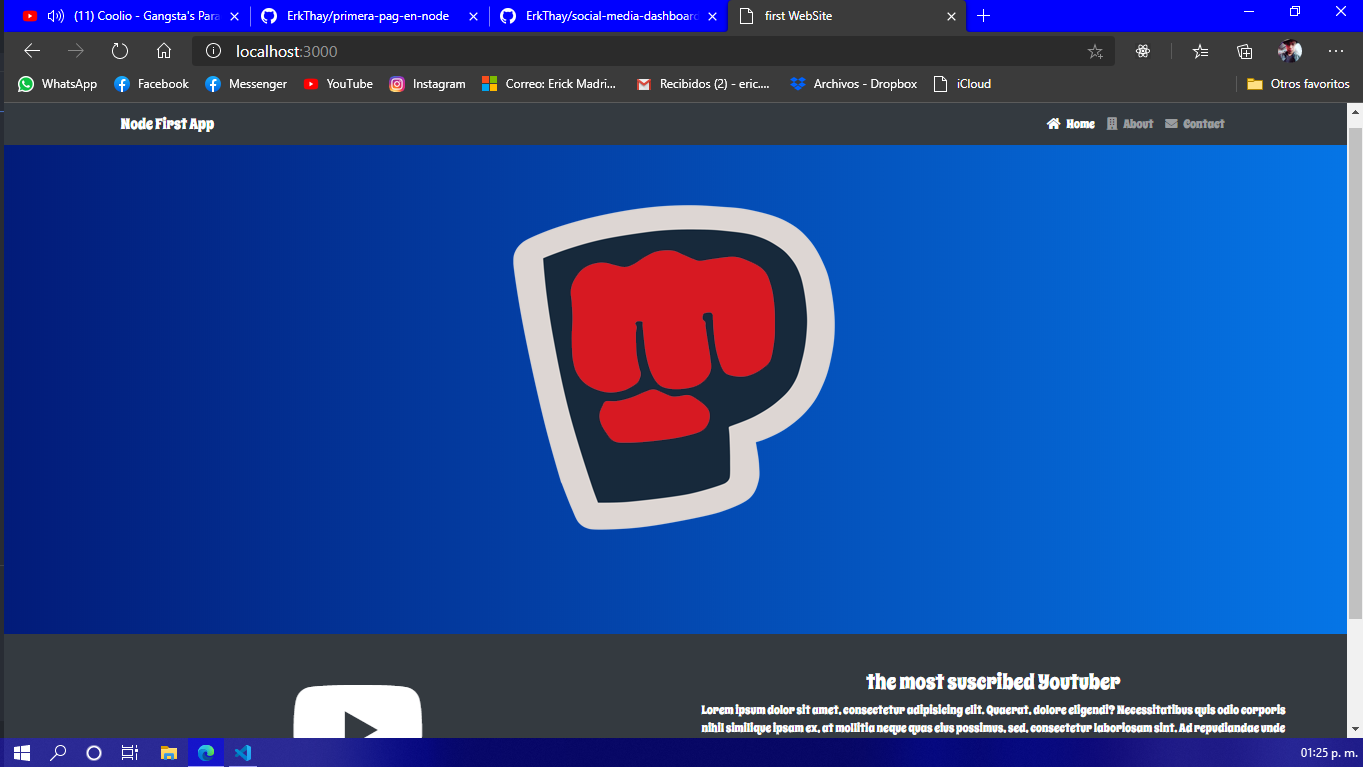 (11) Coolio - Gangsta's Para
ErkThay/primera-pag-en-node
ErkThay/social-media-dashboard
first WebSite
localhost:3000
WhatsApp
Facebook
Messenger
YouTube
Instagram
Correo: Erick Madri...
Recibidos (2) - eric....
Archivos - Dropbox
iCloud
Otros favoritos
Node First App
Home
About
Contact
the most suscribed Youtuber
Lorem ipsum dolor sit amet, consectetur adipisicing elit. Quaerat, dolore eligendi? Necessitatibus quis odio corporis
nihil similique ipsam ex, at mollitia neque quas eius possimus, sed, consectetur laboriosam sint. Ad repudiandae unde
01:25 p. m.